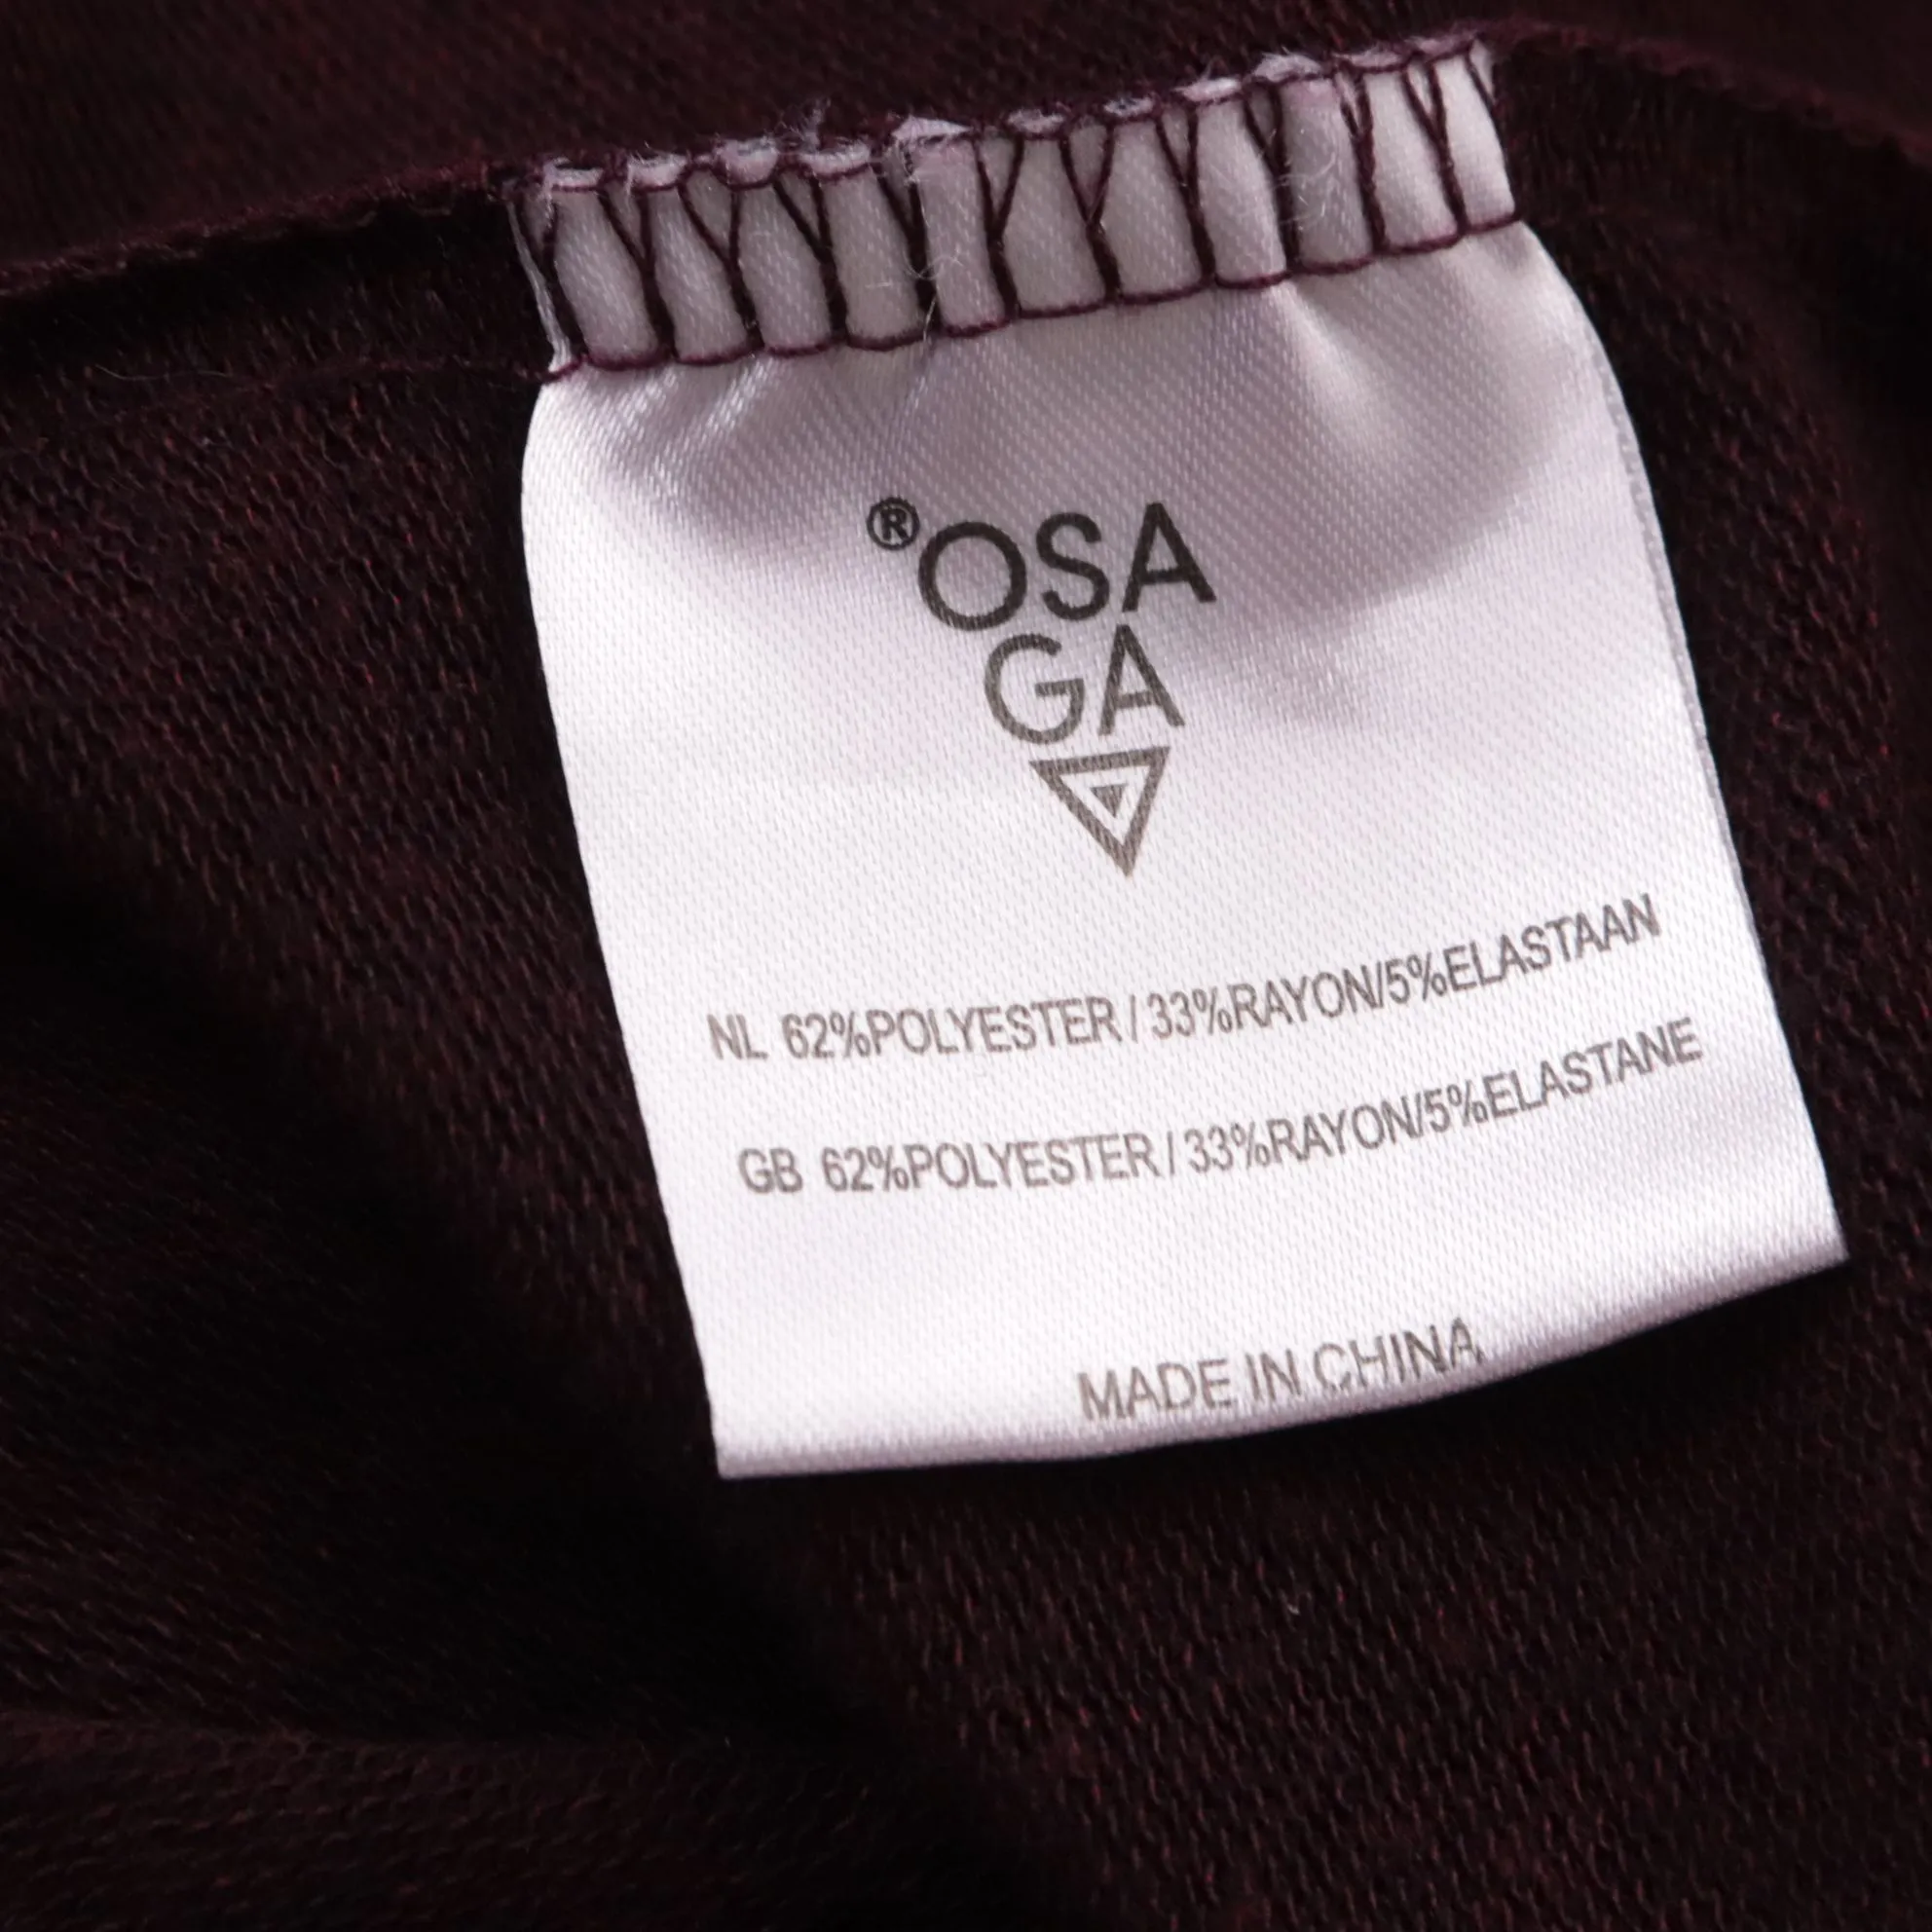 ®OSA
GA
NL 62%POLYESTER / 33%RAYON/5%ELASTAAN
GB 62%POLYESTER / 33%RAYON/5%ELASTANE
MADE IN CHINA